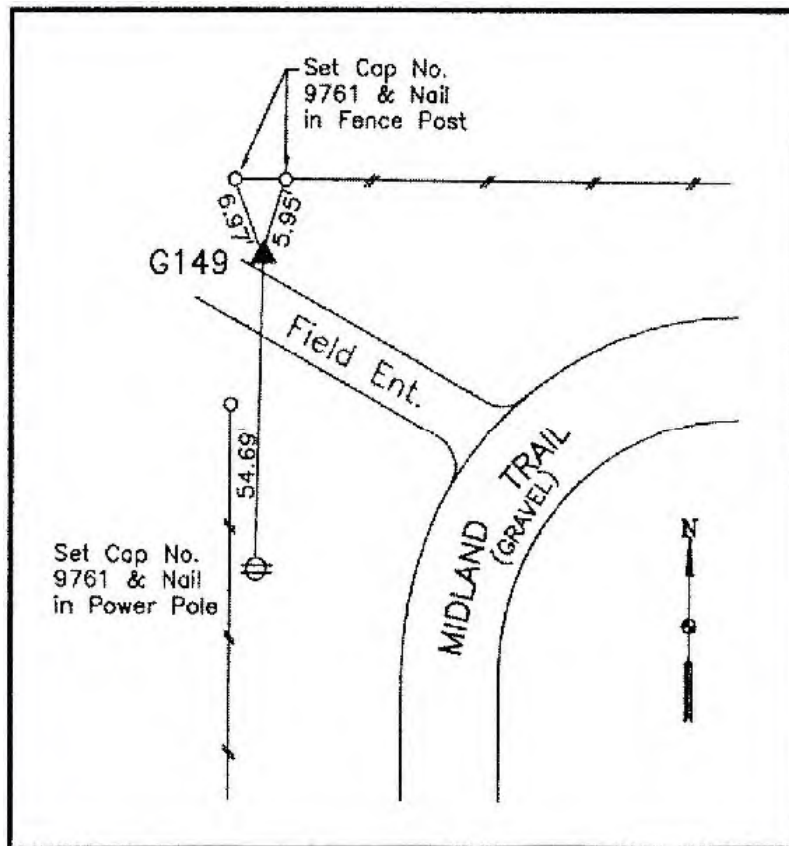 Set Cap No.
9761 & Nail
in Fence Post
6.97'
5.95'
G149
Field Ent.
54.69'
Set Cap No.
9761 & Nail
in Power Pole
MIDLAND TRAIL
(GRAVEL)
N